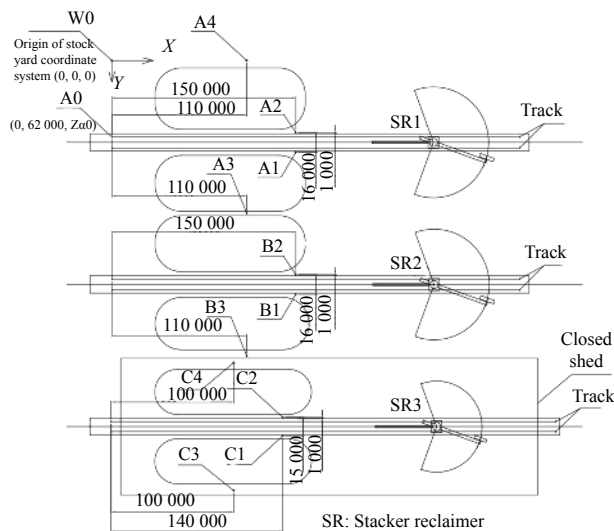 W0
A4
X
Origin of stock
yard coordinate
system (0, 0, 0)
Y
150 000
110 000
A0
A2
SR1
Track
(0, 62 000, Zα0)
A3
A1
16 000
1 000
110 000
150 000
B2
SR2
Track
B3
B1
16 000
1 000
110 000
Closed
shed
C4
C2
100 000
SR3
Track
C3
C1
15 000
1 000
100 000
140 000
SR: Stacker reclaimer